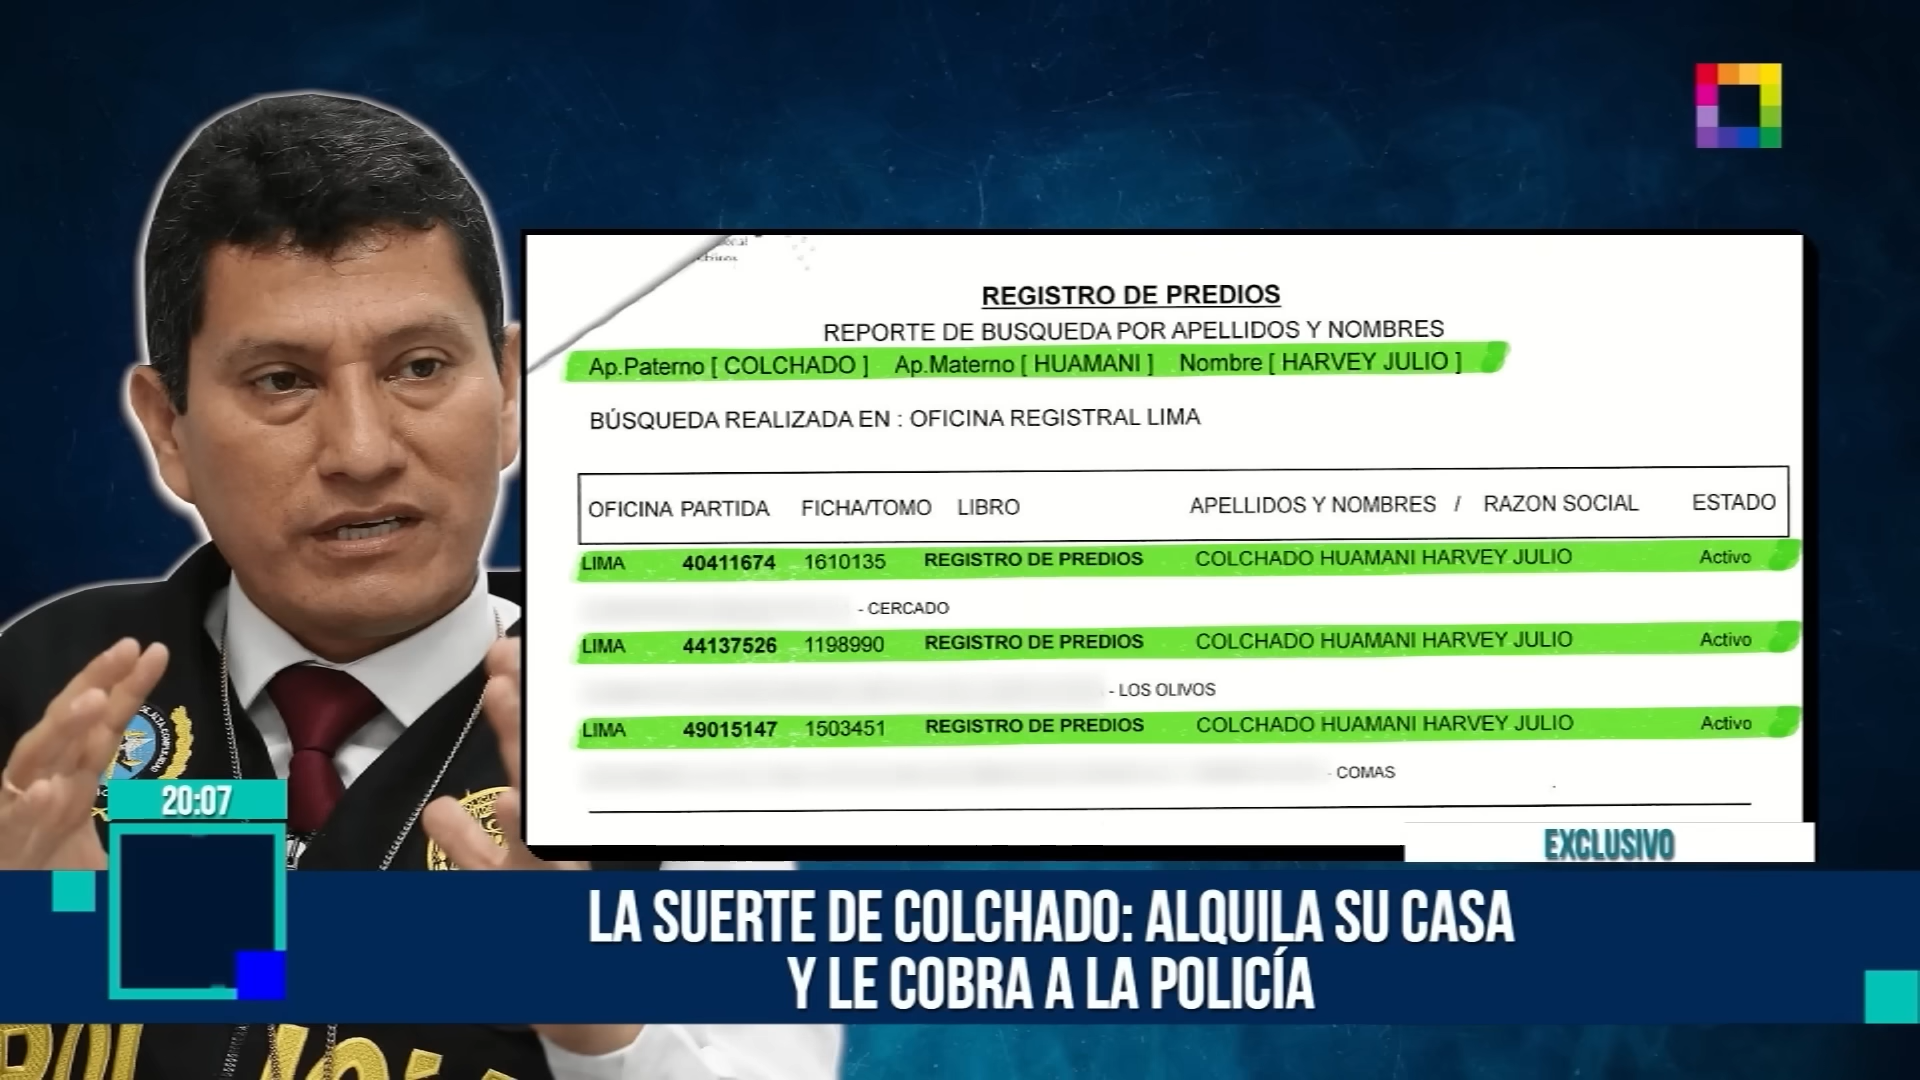 REGISTRO DE PREDIOS
REPORTE DE BUSQUEDA POR APELLIDOS Y NOMBRES
Ap.Paterno [ COLCHADO ] Ap.Materno [ HUAMANI ] Nombre [ HARVEY JULIO ]
BÚSQUEDA REALIZADA EN : OFICINA REGISTRAL LIMA
OFICINA PARTIDA FICHA/TOMO LIBRO APELLIDOS Y NOMBRES / RAZON SOCIAL ESTADO
LIMA 40411674 1610135 REGISTRO DE PREDIOS COLCHADO HUAMANI HARVEY JULIO Activo
- CERCADO
LIMA 44137526 1198990 REGISTRO DE PREDIOS COLCHADO HUAMANI HARVEY JULIO Activo
- LOS OLIVOS
LIMA 49015147 1503451 REGISTRO DE PREDIOS COLCHADO HUAMANI HARVEY JULIO Activo
- COMAS
20:07
EXCLUSIVO
LA SUERTE DE COLCHADO: ALQUILA SU CASA
Y LE COBRA A LA POLICÍA